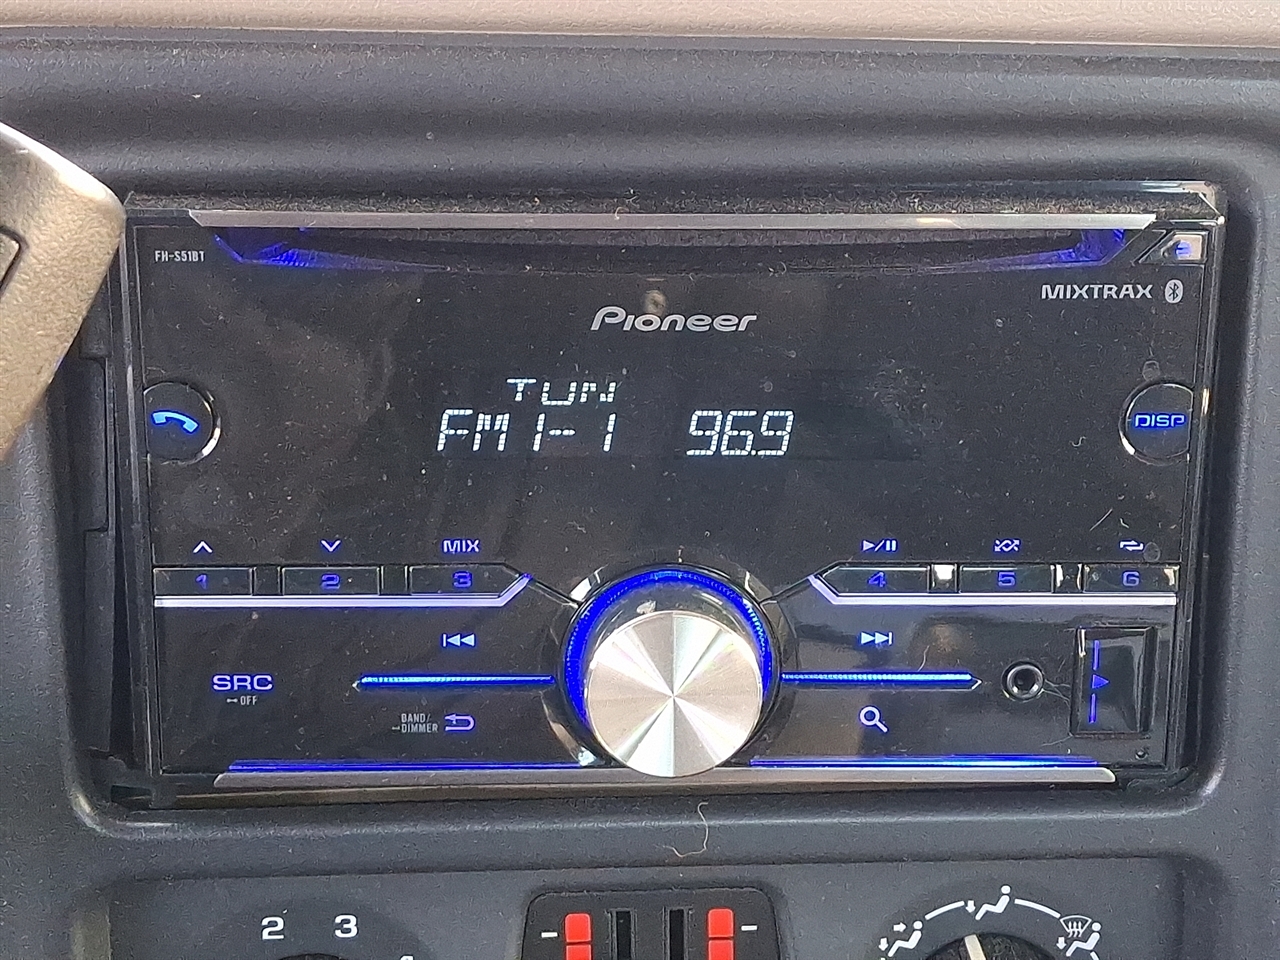 FH-S51BT
MIXTRAX
Pioneer
TUN
FM1-1 96.9
DISP
MIX
1 2 3 4 5 6
SRC
OFF
BAND/
DIMMER
2 3